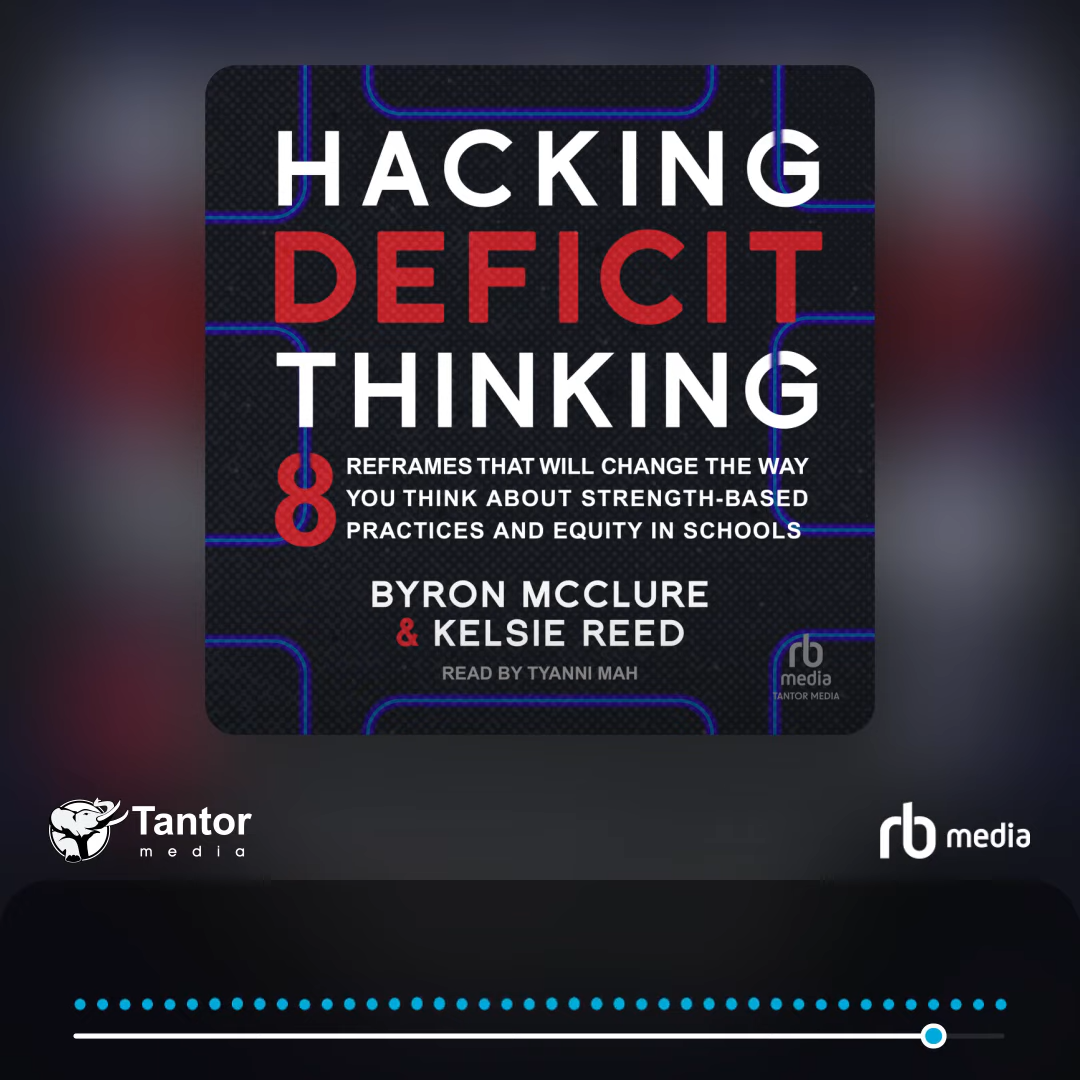 HACKING
DEFICIT
THINKING
8 REFRAMES THAT WILL CHANGE THE WAY
YOU THINK ABOUT STRENGTH-BASED
PRACTICES AND EQUITY IN SCHOOLS
BYRON MCCLURE
& KELSIE REED
READ BY TYANNI MAH
rb
media
TANTOR MEDIA
Tantor
media
rb media